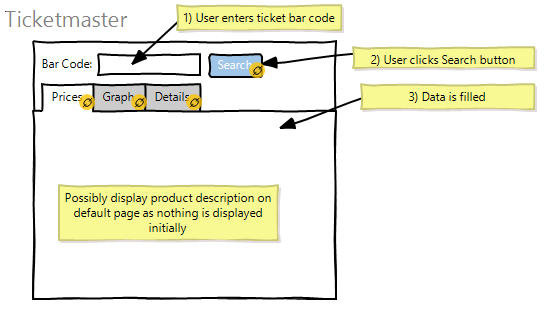 Ticketmaster
1) User enters ticket bar code
Bar Code:
Search
2) User clicks Search button
Prices
Graph
Details
3) Data is filled
Possibly display product description on
default page as nothing is displayed
initially